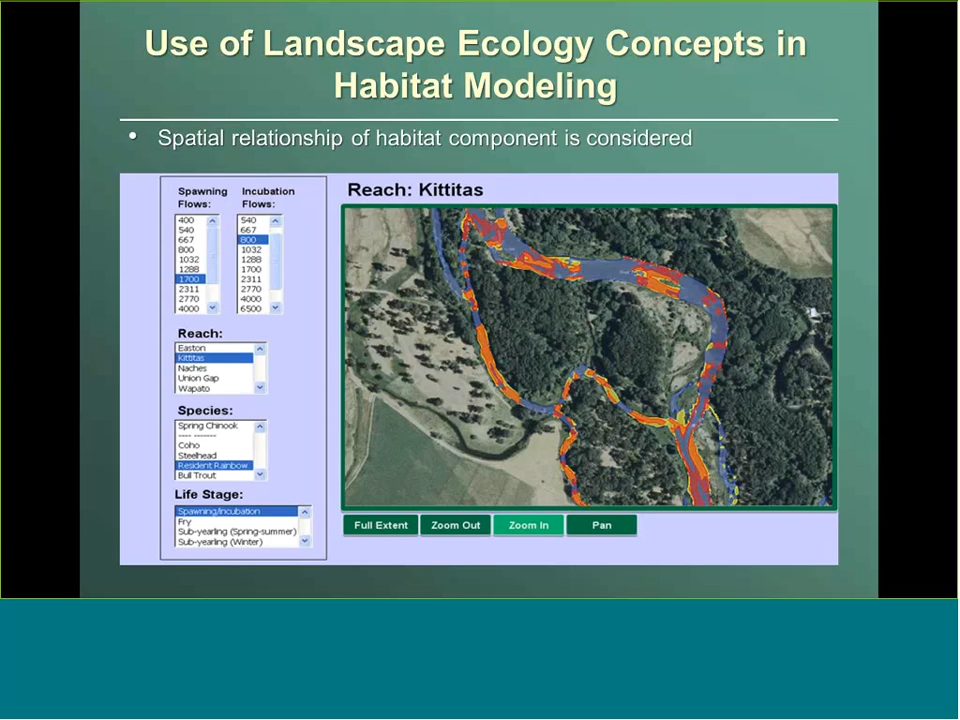 Use of Landscape Ecology Concepts in
Habitat Modeling
• Spatial relationship of habitat component is considered
Spawning
Flows:
400
540
667
800
1032
1288
1700
2311
2770
4000
Incubation
Flows:
540
667
800
1032
1288
1700
2311
2770
4000
6500
Reach:
Easton
Kittitas
Naches
Union Gap
Wapato
Species:
Spring Chinook
---- -------
Coho
Steelhead
Resident Rainbow
Bull Trout
Life Stage:
Spawning/incubation
Fry
Sub-yearling (Spring-summer)
Sub-yearling (Winter)
Reach: Kittitas
Full Extent
Zoom Out
Zoom In
Pan